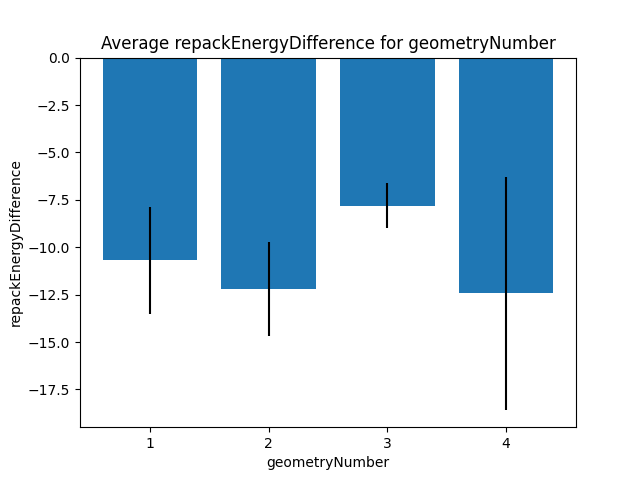 Average repackEnergyDifference for geometryNumber
0.0
−2.5
−5.0
−7.5
−10.0
−12.5
−15.0
−17.5
repackEnergyDifference
1 2 3 4
geometryNumber